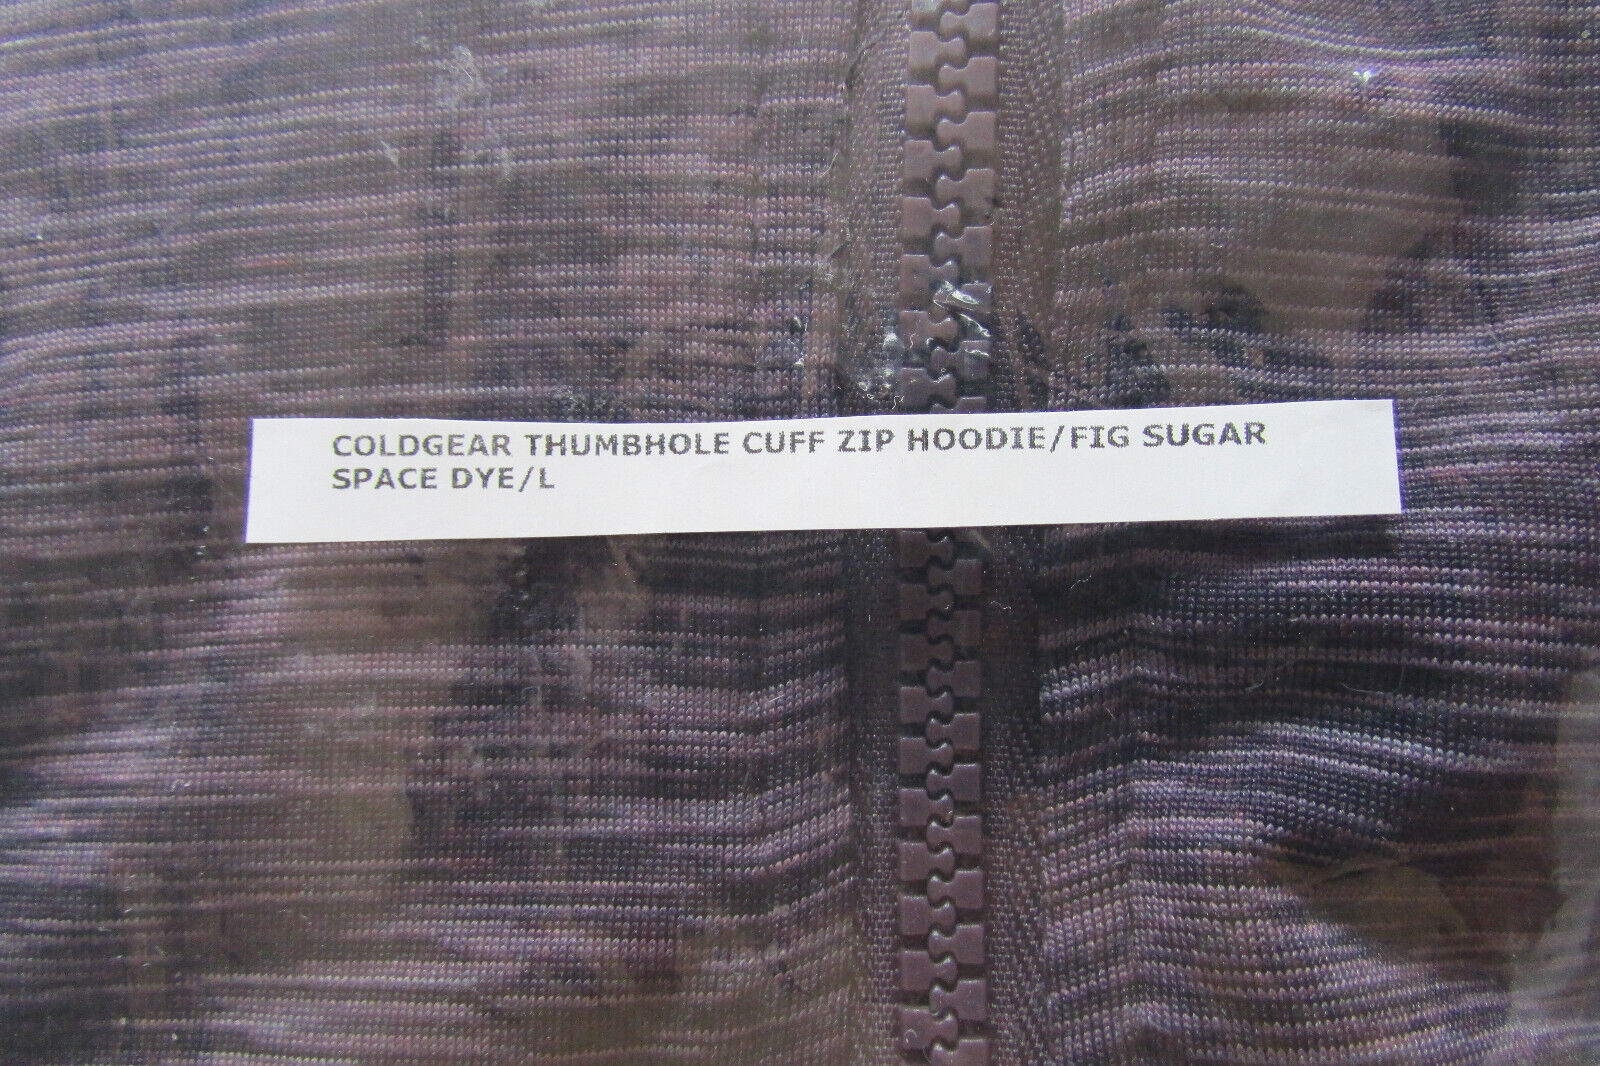 COLDGEAR THUMBHOLE CUFF ZIP HOODIE/FIG SUGAR
SPACE DYE/L